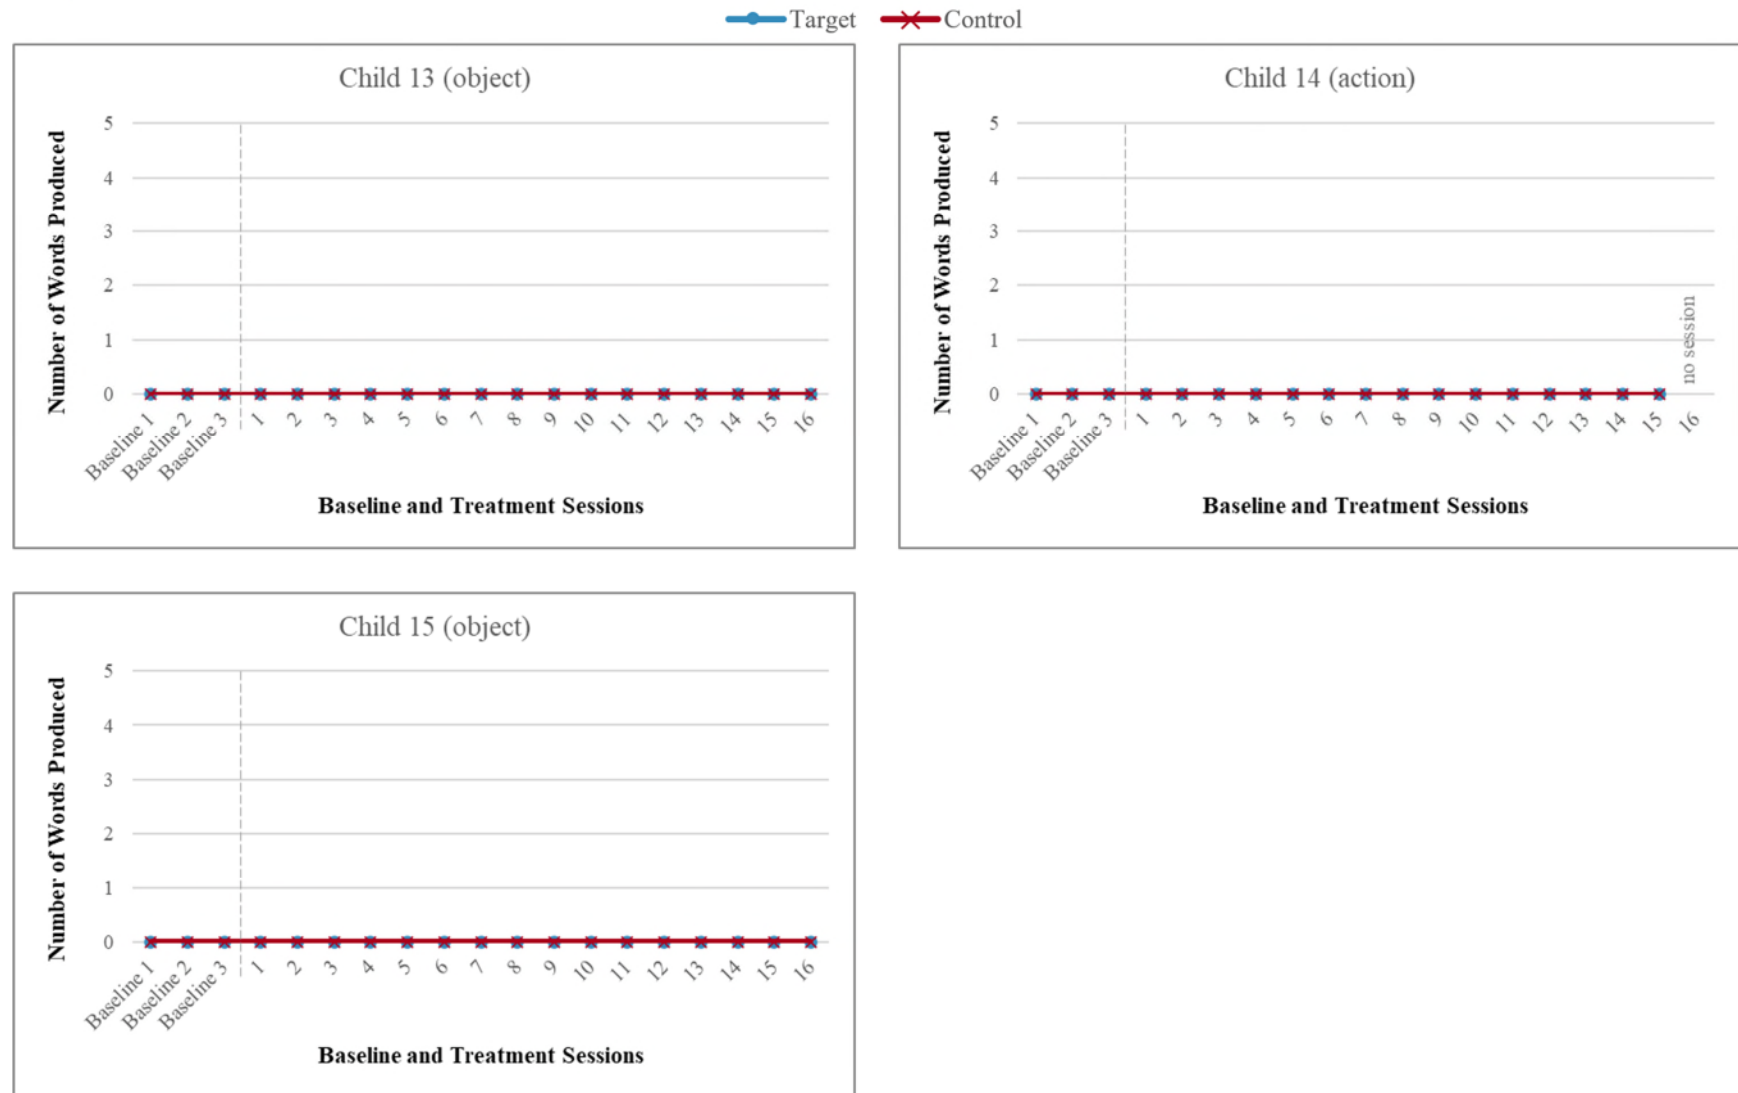 Target Control
Child 13 (object)
Number of Words Produced
5
4
3
2
1
0
Baseline 1 Baseline 2 Baseline 3 1 2 3 4 5 6 7 8 9 10 11 12 13 14 15 16
Baseline and Treatment Sessions
Child 14 (action)
Number of Words Produced
5
4
3
2
1
0
no session
Baseline 1 Baseline 2 Baseline 3 1 2 3 4 5 6 7 8 9 10 11 12 13 14 15 16
Baseline and Treatment Sessions
Child 15 (object)
Number of Words Produced
5
4
3
2
1
0
Baseline 1 Baseline 2 Baseline 3 1 2 3 4 5 6 7 8 9 10 11 12 13 14 15 16
Baseline and Treatment Sessions